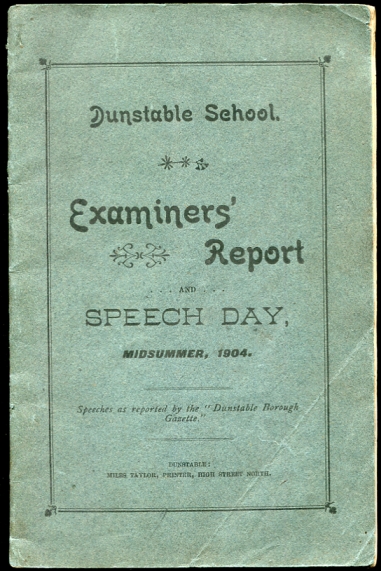 Dunstable School.
Examiners'
Report
. . . AND . . .
SPEECH DAY,
MIDSUMMER, 1904.
Speeches as reported by the "Dunstable Borough
Gazette."
DUNSTABLE:
MILES TAYLOR, PRINTER, HIGH STREET NORTH.